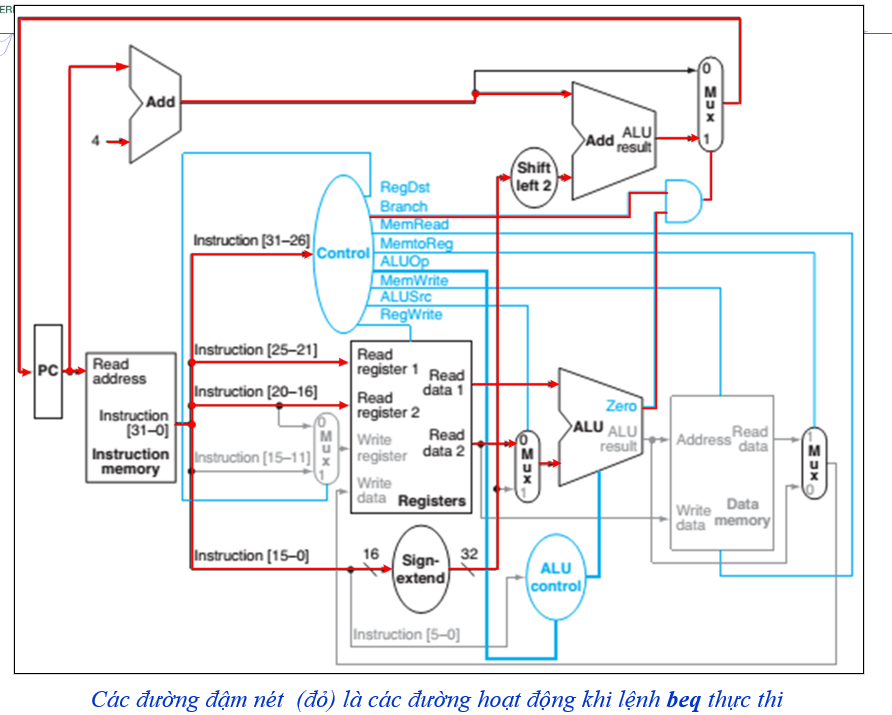 ER
Add
4
0
M
u
x
1
Add ALU
result
Shift
left 2
RegDst
Branch
MemRead
MemtoReg
ALUOp
MemWrite
ALUSrc
RegWrite
Control
Instruction [31–26]
Instruction [25–21]
Instruction [20–16]
Instruction [15–11]
Instruction [15–0]
Instruction [5–0]
PC
Read
address
Instruction
[31–0]
Instruction
memory
0
M
u
x
1
Read
register 1
Read
register 2
Write
register
Write
data
Read
data 1
Read
data 2
Registers
16
Sign-
extend
32
0
M
u
x
1
Zero
ALU
ALU
result
ALU
control
Address
Read
data
Write
data
Data
memory
1
M
u
x
0
Các đường đậm nét (đỏ) là các đường hoạt động khi lệnh beq thực thi